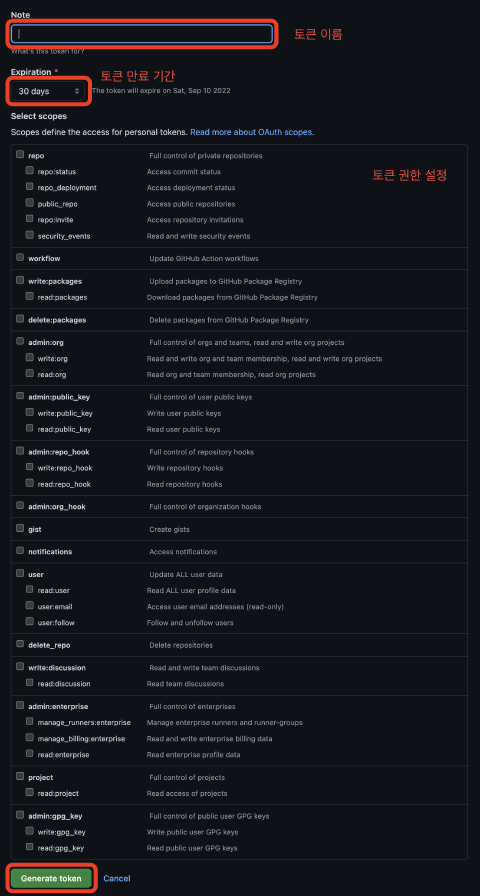 Note
토큰 이름
What's this token for?
Expiration *
토큰 만료 기간
30 days
The token will expire on Sat, Sep 10 2022
Select scopes
Scopes define the access for personal tokens. Read more about OAuth scopes.
토큰 권한 설정
repo Full control of private repositories
repo:status Access commit status
repo_deployment Access deployment status
public_repo Access public repositories
repo:invite Access repository invitations
security_events Read and write security events
workflow Update GitHub Action workflows
write:packages Upload packages to GitHub Package Registry
read:packages Download packages from GitHub Package Registry
delete:packages Delete packages from GitHub Package Registry
admin:org Full control of orgs and teams, read and write org projects
write:org Read and write org and team membership, read and write org projects
read:org Read org and team membership, read org projects
admin:public_key Full control of user public keys
write:public_key Write user public keys
read:public_key Read user public keys
admin:repo_hook Full control of repository hooks
write:repo_hook Write repository hooks
read:repo_hook Read repository hooks
admin:org_hook Full control of organization hooks
gist Create gists
notifications Access notifications
user Update ALL user data
read:user Read ALL user profile data
user:email Access user email addresses (read-only)
user:follow Follow and unfollow users
delete_repo Delete repositories
write:discussion Read and write team discussions
read:discussion Read team discussions
admin:enterprise Full control of enterprises
manage_runners:enterprise Manage enterprise runners and runner-groups
manage_billing:enterprise Read and write enterprise billing data
read:enterprise Read enterprise profile data
project Full control of projects
read:project Read access of projects
admin:gpg_key Full control of public user GPG keys
write:gpg_key Write public user GPG keys
read:gpg_key Read public user GPG keys
Generate token Cancel